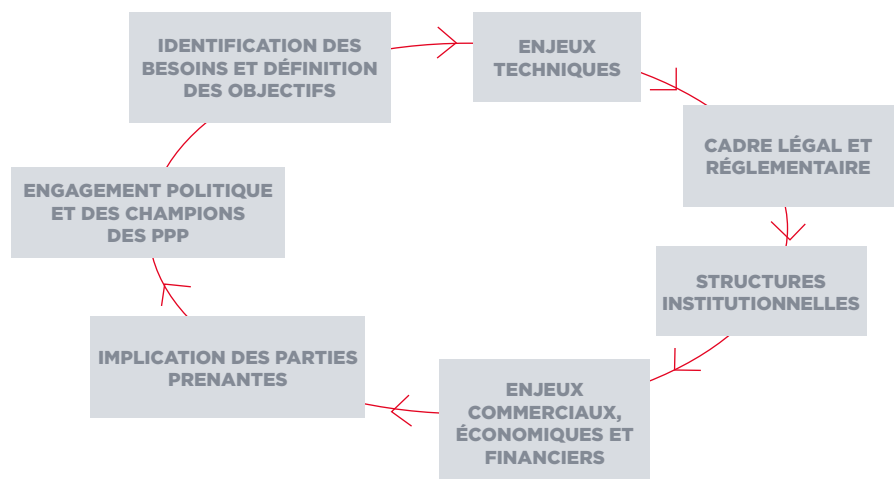 IDENTIFICATION DES
BESOINS ET DÉFINITION
DES OBJECTIFS
ENJEUX
TECHNIQUES
CADRE LÉGAL ET
RÉGLEMENTAIRE
STRUCTURES
INSTITUTIONNELLES
ENJEUX
COMMERCIAUX,
ÉCONOMIQUES ET
FINANCIERS
IMPLICATION DES PARTIES
PRENANTES
ENGAGEMENT POLITIQUE
ET DES CHAMPIONS
DES PPP